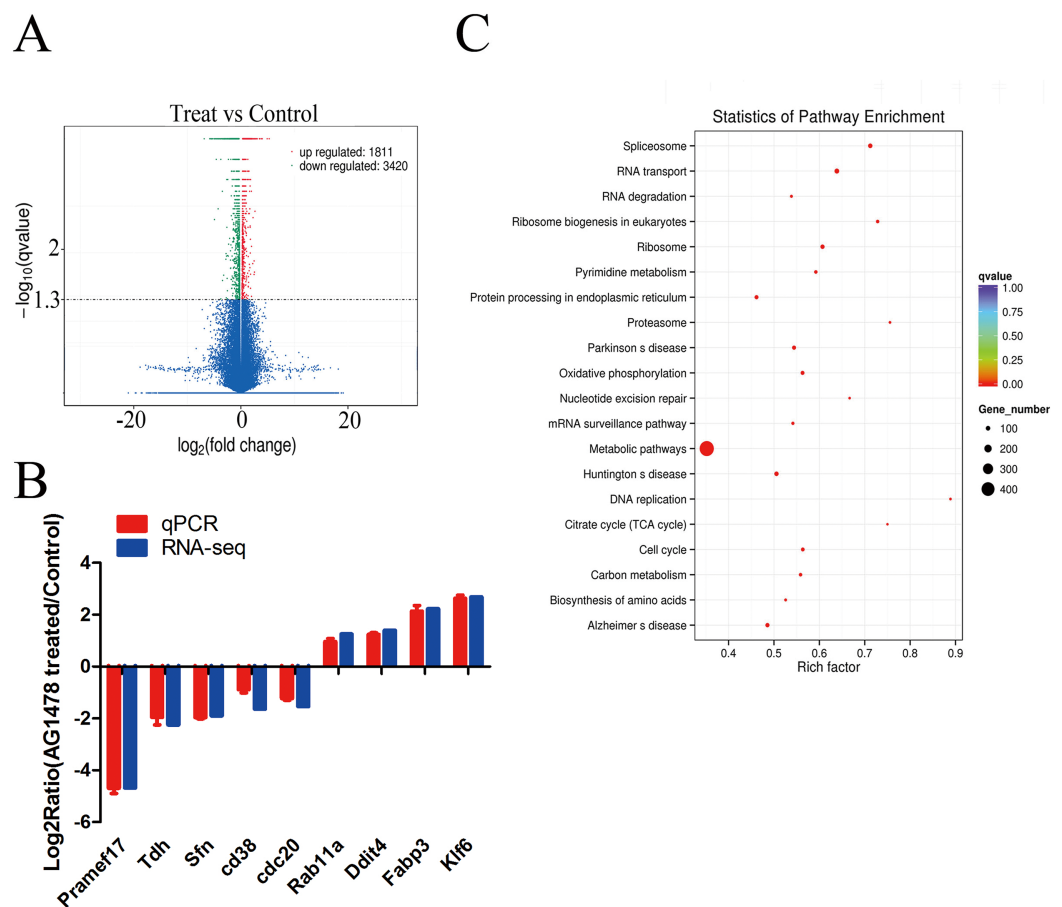 A
Treat vs Control
up regulated: 1811
down regulated: 3420
−log10(qvalue)
2
1.3
-20
0
20
log2(fold change)
B
Log2Ratio(AG1478 treated/Control)
qPCR
RNA-seq
4
2
0
-2
-4
-6
Pramef17
Tdh
Sfn
cd38
cdc20
Rab11a
Ddit4
Fabp3
Klf6
C
Statistics of Pathway Enrichment
Spliceosome
RNA transport
RNA degradation
Ribosome biogenesis in eukaryotes
Ribosome
Pyrimidine metabolism
Protein processing in endoplasmic reticulum
Proteasome
Parkinson s disease
Oxidative phosphorylation
Nucleotide excision repair
mRNA surveillance pathway
Metabolic pathways
Huntington s disease
DNA replication
Citrate cycle (TCA cycle)
Cell cycle
Carbon metabolism
Biosynthesis of amino acids
Alzheimer s disease
0.4
0.5
0.6
0.7
0.8
0.9
Rich factor
qvalue
1.00
0.75
0.50
0.25
0.00
Gene_number
100
200
300
400